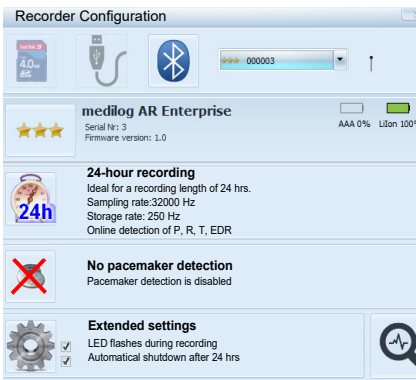 Recorder Configuration
4.0
000003
medilog AR Enterprise
Serial Nr: 3
Firmware version: 1.0
AAA 0% LiIon 100%
24h
24-hour recording
Ideal for a recording length of 24 hrs.
Sampling rate:32000 Hz
Storage rate: 250 Hz
Online detection of P, R, T, EDR
No pacemaker detection
Pacemaker detection is disabled
Extended settings
LED flashes during recording
Automatical shutdown after 24 hrs